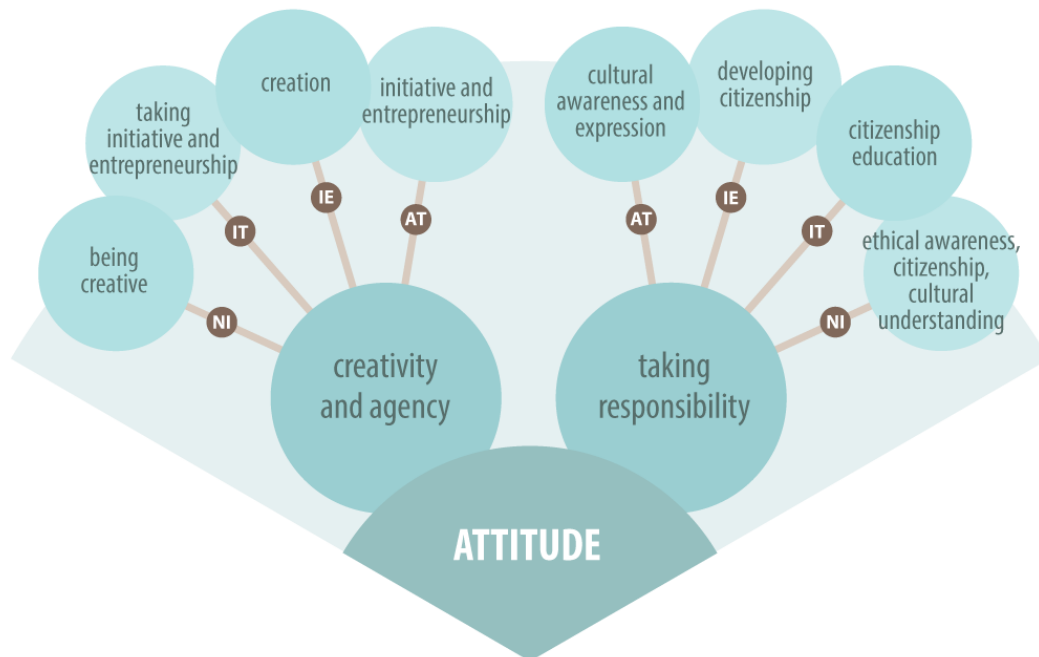 creation
initiative and
entrepreneurship
taking
initiative and
entrepreneurship
being
creative
IE
AT
IT
NI
creativity
and agency
cultural
awareness and
expression
developing
citizenship
citizenship
education
ethical awareness,
citizenship,
cultural
understanding
AT
IE
IT
NI
taking
responsibility
ATTITUDE